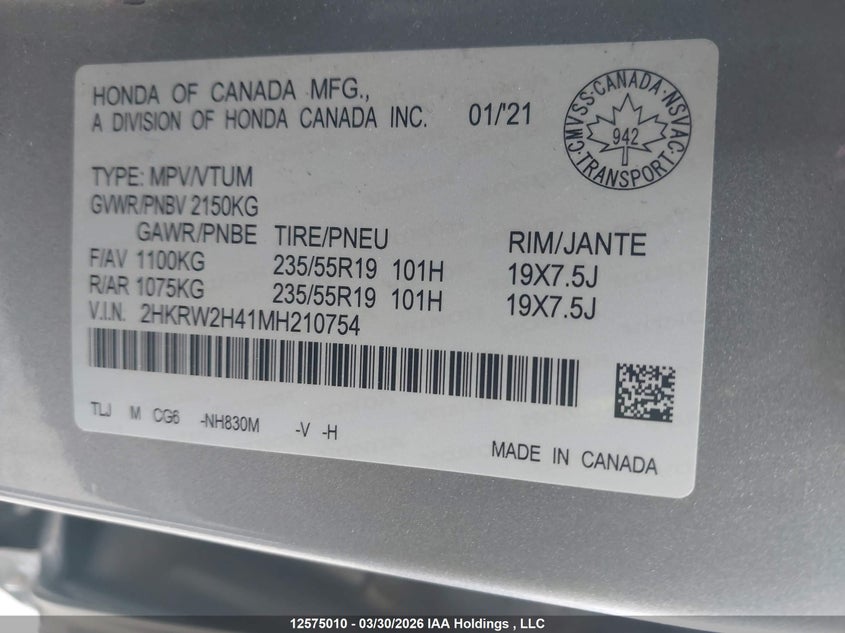 HONDA OF CANADA MFG.,
A DIVISION OF HONDA CANADA INC. 01/'21
CMVSS · CANADA · NSVAC
942
TRANSPORT
TYPE: MPV/VTUM
GVWR/PNBV 2150KG
GAWR/PNBE TIRE/PNEU RIM/JANTE
F/AV 1100KG 235/55R19 101H 19X7.5J
R/AR 1075KG 235/55R19 101H 19X7.5J
V.I.N. 2HKRW2H41MH210754
TLJ M CG6 -NH830M -V -H
MADE IN CANADA
12575010 - 03/30/2026 IAA Holdings , LLC